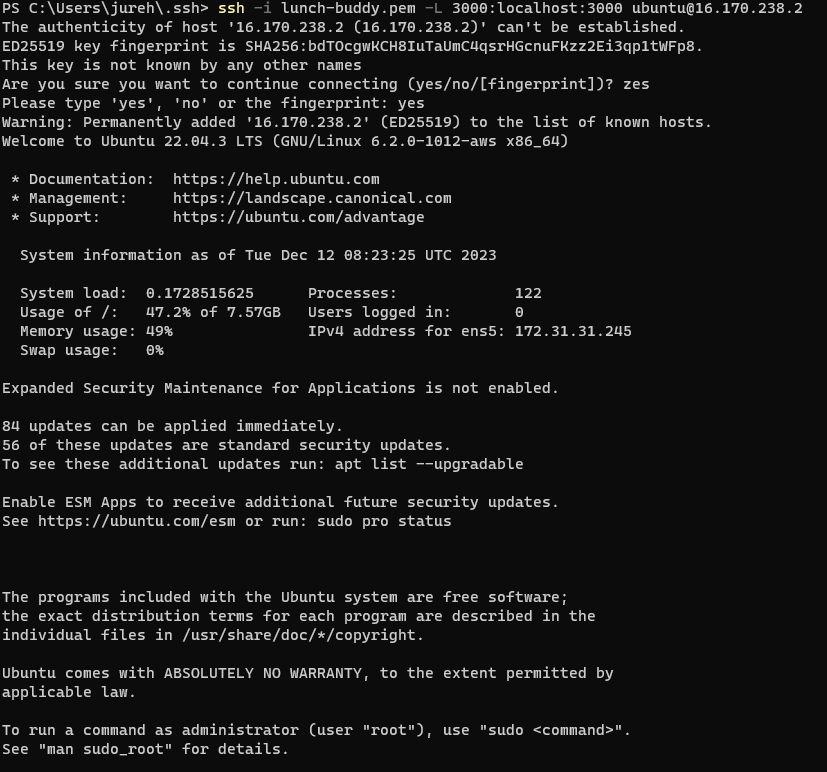 PS C:\Users\jureh\.ssh> ssh -i lunch-buddy.pem -L 3000:localhost:3000 ubuntu@16.170.238.2
The authenticity of host '16.170.238.2 (16.170.238.2)' can't be established.
ED25519 key fingerprint is SHA256:bdTOcgwKCH8IuTaUmC4qsrHGcnuFKzz2Ei3qp1tWFp8.
This key is not known by any other names
Are you sure you want to continue connecting (yes/no/[fingerprint])? zes
Please type 'yes', 'no' or the fingerprint: yes
Warning: Permanently added '16.170.238.2' (ED25519) to the list of known hosts.
Welcome to Ubuntu 22.04.3 LTS (GNU/Linux 6.2.0-1012-aws x86_64)

 * Documentation:  https://help.ubuntu.com
 * Management:     https://landscape.canonical.com
 * Support:        https://ubuntu.com/advantage

  System information as of Tue Dec 12 08:23:25 UTC 2023

  System load:  0.1728515625      Processes:             122
  Usage of /:   47.2% of 7.57GB   Users logged in:       0
  Memory usage: 49%               IPv4 address for ens5: 172.31.31.245
  Swap usage:   0%

Expanded Security Maintenance for Applications is not enabled.

84 updates can be applied immediately.
56 of these updates are standard security updates.
To see these additional updates run: apt list --upgradable

Enable ESM Apps to receive additional future security updates.
See https://ubuntu.com/esm or run: sudo pro status

The programs included with the Ubuntu system are free software;
the exact distribution terms for each program are described in the
individual files in /usr/share/doc/*/copyright.

Ubuntu comes with ABSOLUTELY NO WARRANTY, to the extent permitted by
applicable law.

To run a command as administrator (user "root"), use "sudo <command>".
See "man sudo_root" for details.